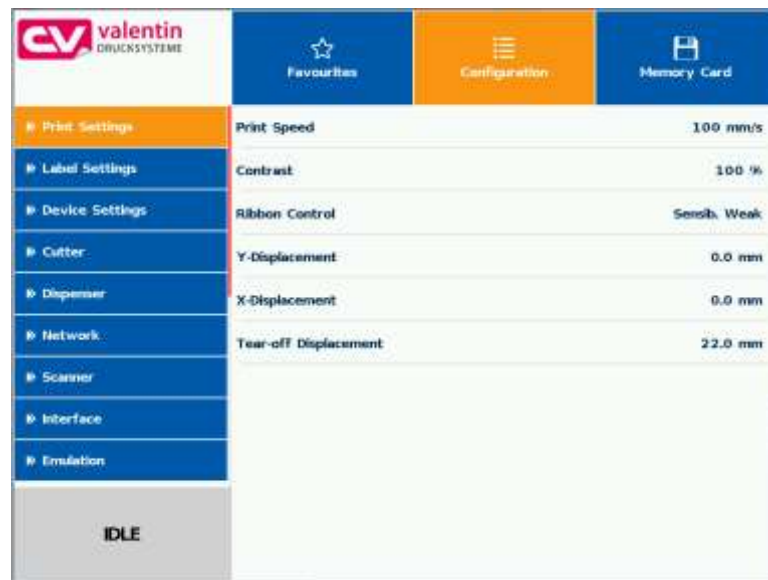 CV valentin
DRUCKSYSTEME
Favourites
Configuration
Memory Card
Print Settings
Label Settings
Device Settings
Cutter
Dispenser
Network
Scanner
Interface
Emulation
IDLE
Print Speed 100 mm/s
Contrast 100 %
Ribbon Control Sensib. Weak
Y-Displacement 0.0 mm
X-Displacement 0.0 mm
Tear-off Displacement 22.0 mm